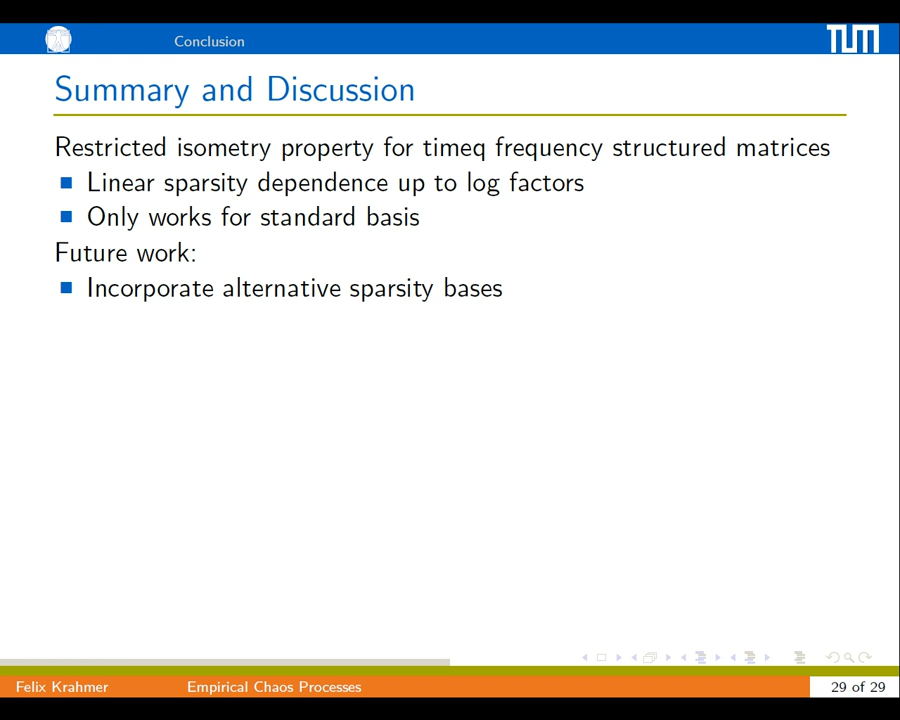 Conclusion
TUM
Summary and Discussion
Restricted isometry property for timeq frequency structured matrices
Linear sparsity dependence up to log factors
Only works for standard basis
Future work:
Incorporate alternative sparsity bases
Felix Krahmer Empirical Chaos Processes 29 of 29